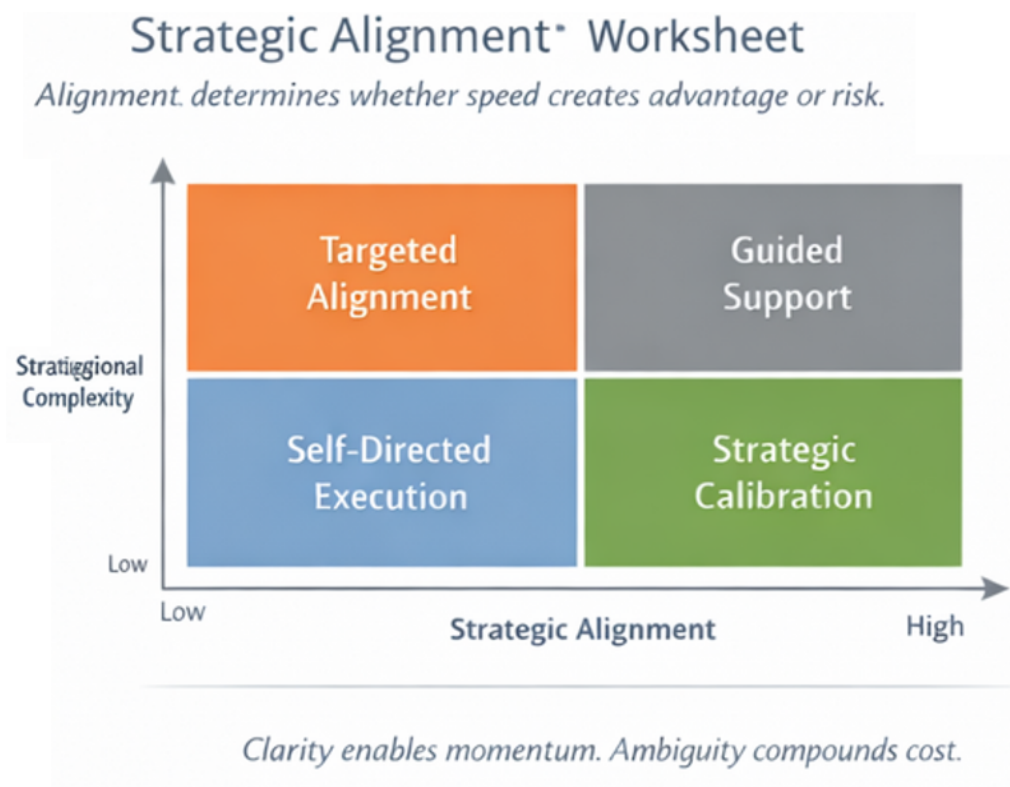 Strategic Alignment Worksheet
Alignment. determines whether speed creates advantage or risk.
Targeted
Alignment
Guided
Support
Complexity
Self-Directed
Execution
Strategic
Calibration
Low
Low
Strategic Alignment
High
Clarity enables momentum. Ambiguity compounds cost.